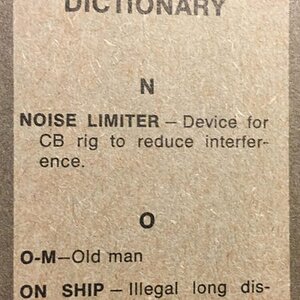 DICTIONARY
N
NOISE LIMITER – Device for
CB rig to reduce interfer-
ence.
O
O-M—Old man
ON SHIP – Illegal long dis-